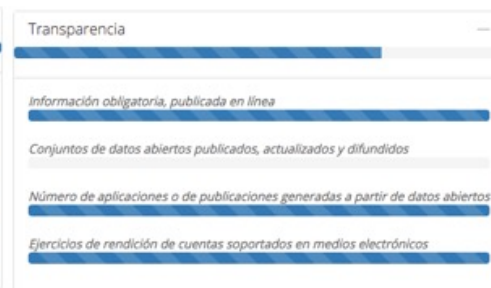 Transparencia
Información obligatoria, publicada en línea
Conjuntos de datos abiertos publicados, actualizados y difundidos
Número de aplicaciones o de publicaciones generadas a partir de datos abiertos
Ejercicios de rendición de cuentas soportados en medios electrónicos